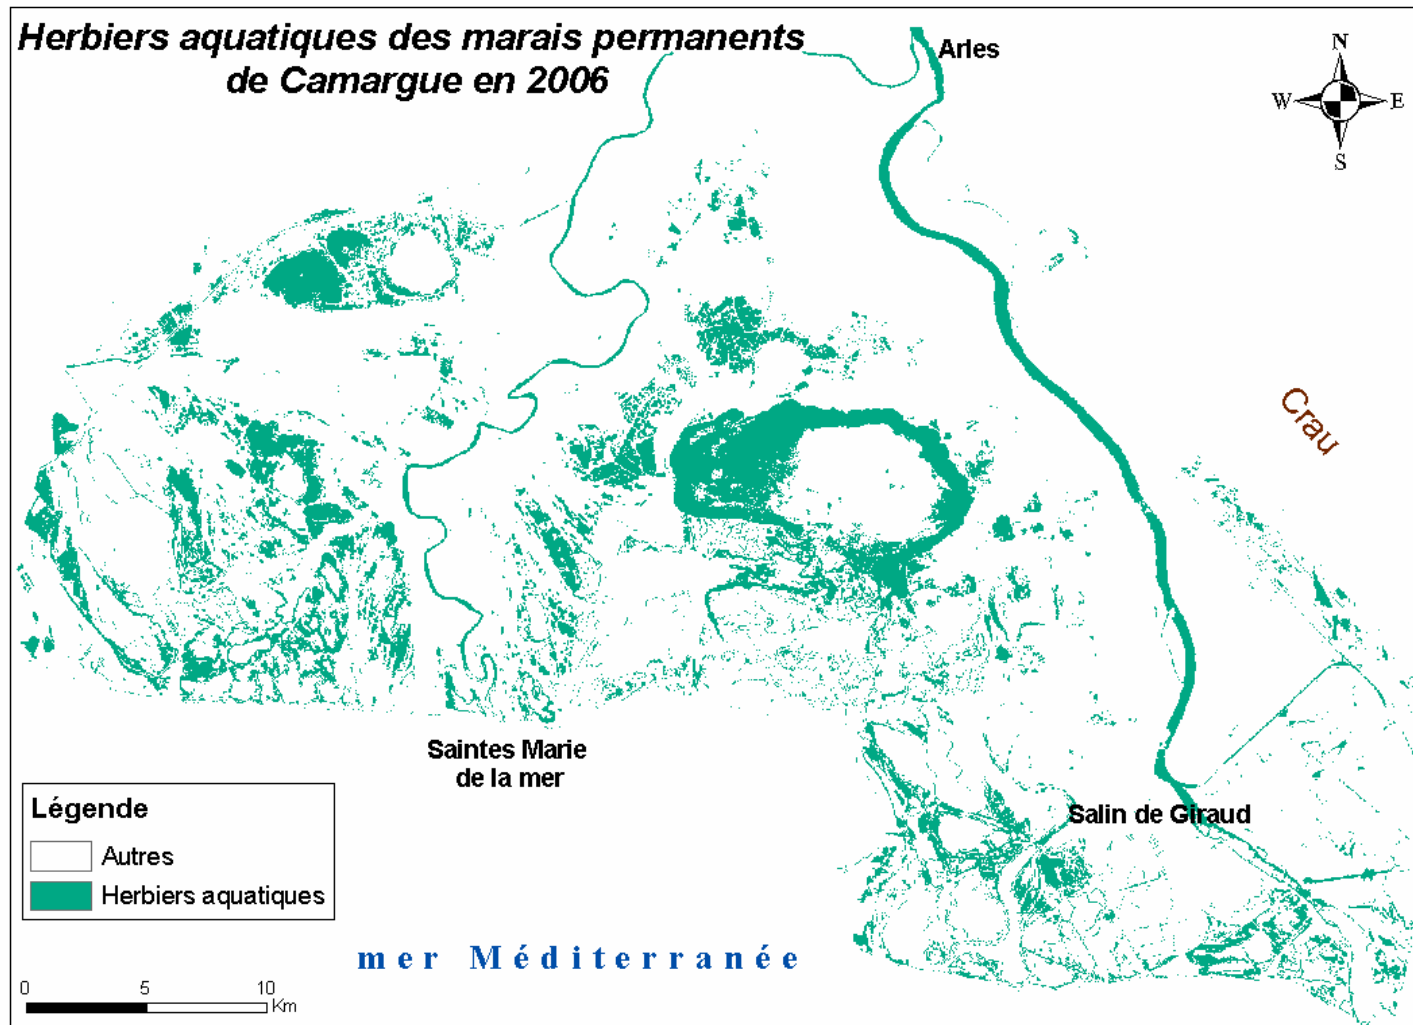 Herbiers aquatiques des marais permanents
de Camargue en 2006
Arles
N
W E
S
Crau
Saintes Marie
de la mer
Salin de Giraud
Légende
Autres
Herbiers aquatiques
mer Méditerranée
0 5 10
Km